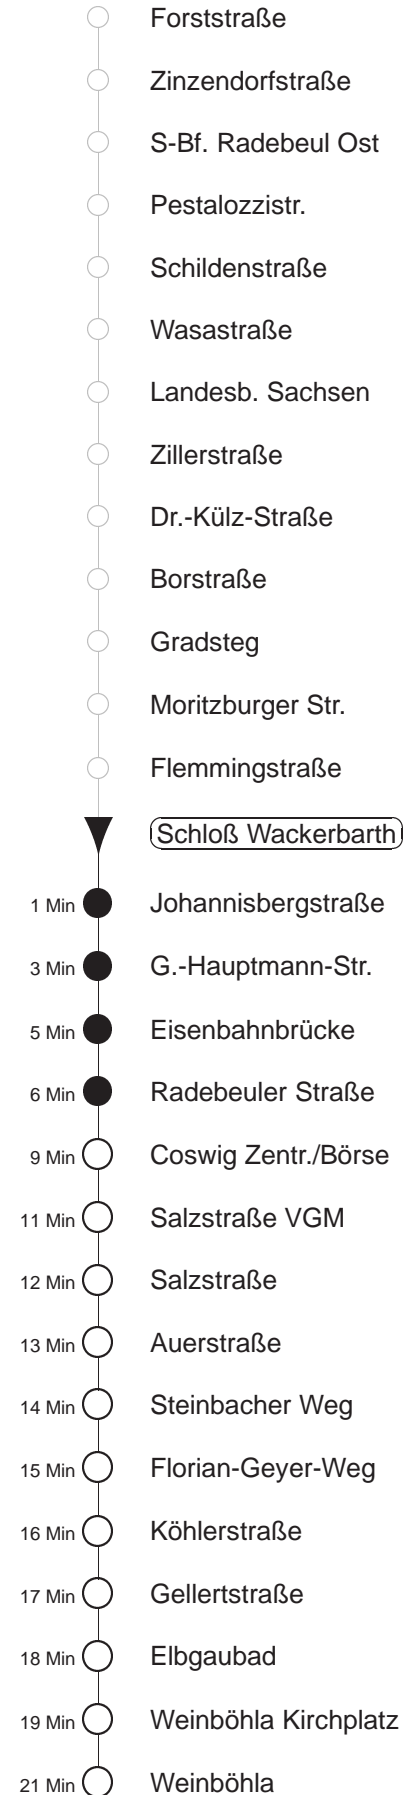 Forststraße
Zinzendorfstraße
S-Bf. Radebeul Ost
Pestalozzistr.
Schildenstraße
Wasastraße
Landesb. Sachsen
Zillerstraße
Dr.-Külz-Straße
Borstraße
Gradsteg
Moritzburger Str.
Flemmingstraße
Schloß Wackerbarth
1 Min Johannisbergstraße
3 Min G.-Hauptmann-Str.
5 Min Eisenbahnbrücke
6 Min Radebeuler Straße
9 Min Coswig Zentr./Börse
11 Min Salzstraße VGM
12 Min Salzstraße
13 Min Auerstraße
14 Min Steinbacher Weg
15 Min Florian-Geyer-Weg
16 Min Köhlerstraße
17 Min Gellertstraße
18 Min Elbgaubad
19 Min Weinböhla Kirchplatz
21 Min Weinböhla